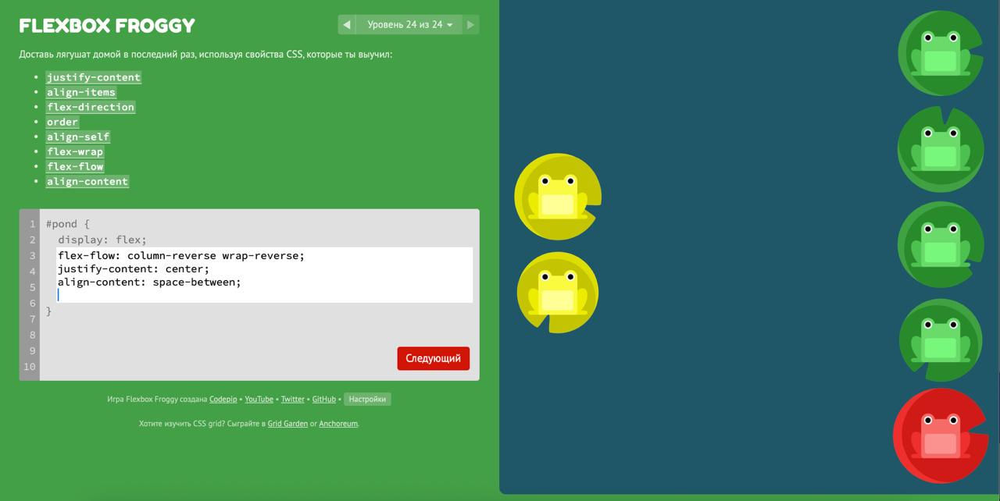 FLEXBOX FROGGY
Уровень 24 из 24
Доставь лягушат домой в последний раз, используя свойства CSS, которые ты выучил:
• justify-content
• align-items
• flex-direction
• order
• align-self
• flex-wrap
• flex-flow
• align-content
1 #pond {
2 display: flex;
3 flex-flow: column-reverse wrap-reverse;
4 justify-content: center;
5 align-content: space-between;
6
7 }
8
9
10
Следующий
Игра Flexbox Froggy создана Codepip • YouTube • Twitter • GitHub • Настройки
Хотите изучить CSS grid? Сыграйте в Grid Garden or Anchoreum.